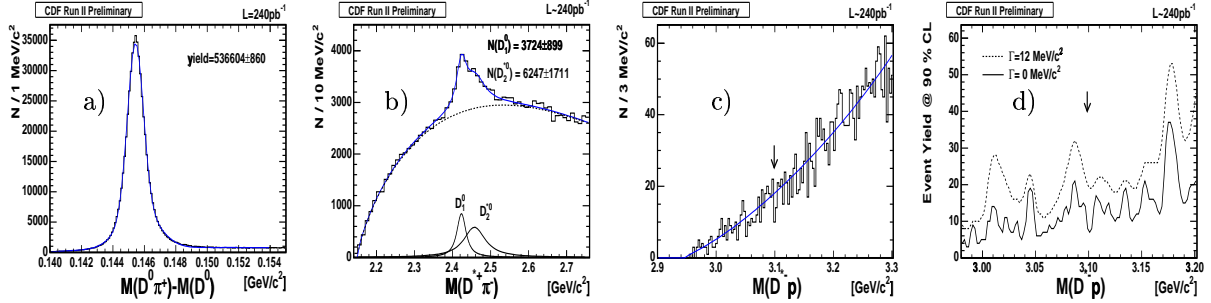 CDF Run II Preliminary
L=240pb⁻¹
N / 1 MeV/c²
35000
30000
25000
20000
15000
10000
5000
0
yield=536604±860
a)
0.140 0.142 0.144 0.146 0.148 0.150 0.152 0.154
M(D⁰π⁺)-M(D⁰)
[GeV/c²]
CDF Run II Preliminary
L~240pb⁻¹
N / 10 MeV/c²
4000
3000
2000
1000
0
N(D₁⁰) = 3724±899
N(D₂*⁰) = 6247±1711
b)
D₁⁰
D₂*⁰
2.2 2.3 2.4 2.5 2.6 2.7
M(D*⁺π⁻)
[GeV/c²]
CDF Run II Preliminary
L~240pb⁻¹
N / 3 MeV/c²
60
50
40
30
20
10
0
c)
2.9 3.0 3.1 3.2 3.3
M(D⁻p)
[GeV/c²]
CDF Run II Preliminary
L~240pb⁻¹
Event Yield @ 90 % CL
60
50
40
30
20
10
0
Γ=12 MeV/c²
Γ= 0 MeV/c²
d)
3.00 3.05 3.10 3.15 3.20
M(D⁻p)
[GeV/c²]